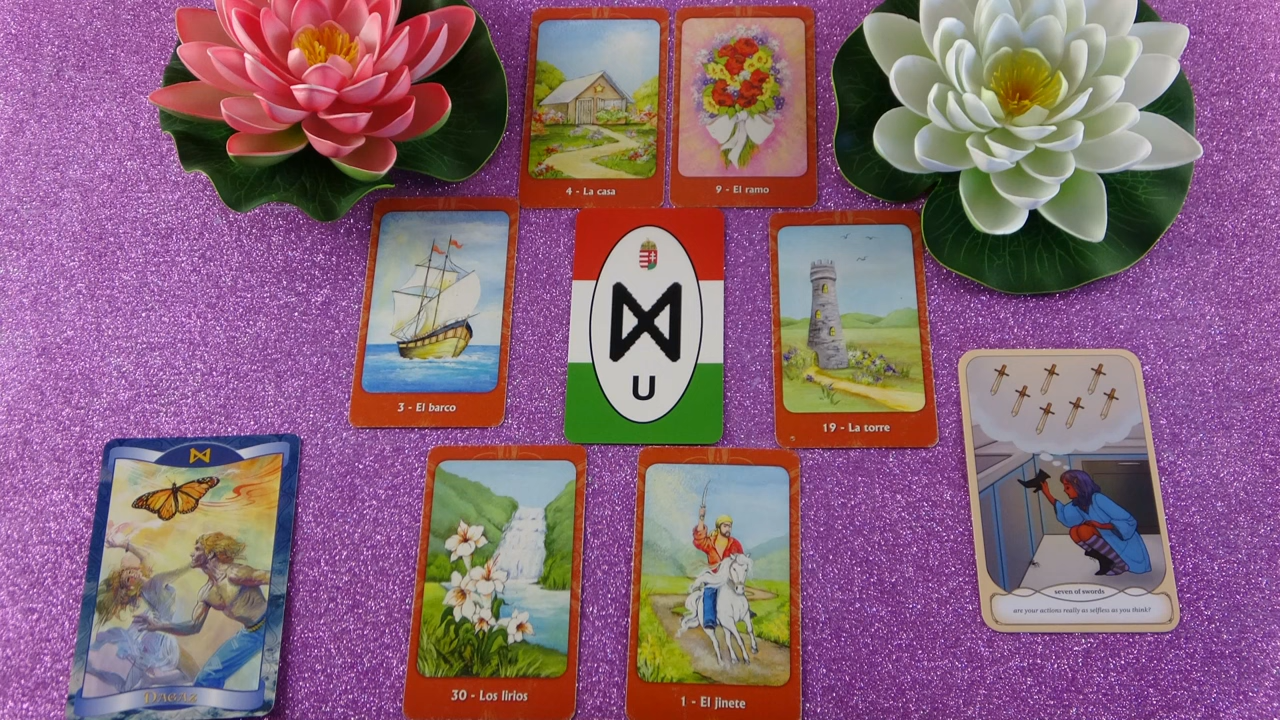 4 - La casa
9 - El ramo
3 - El barco
ᛞ
U
19 - La torre
ᛞ
DAGAZ
30 - Los lirios
1 - El jinete
seven of swords
are your actions really as selfless as you think?